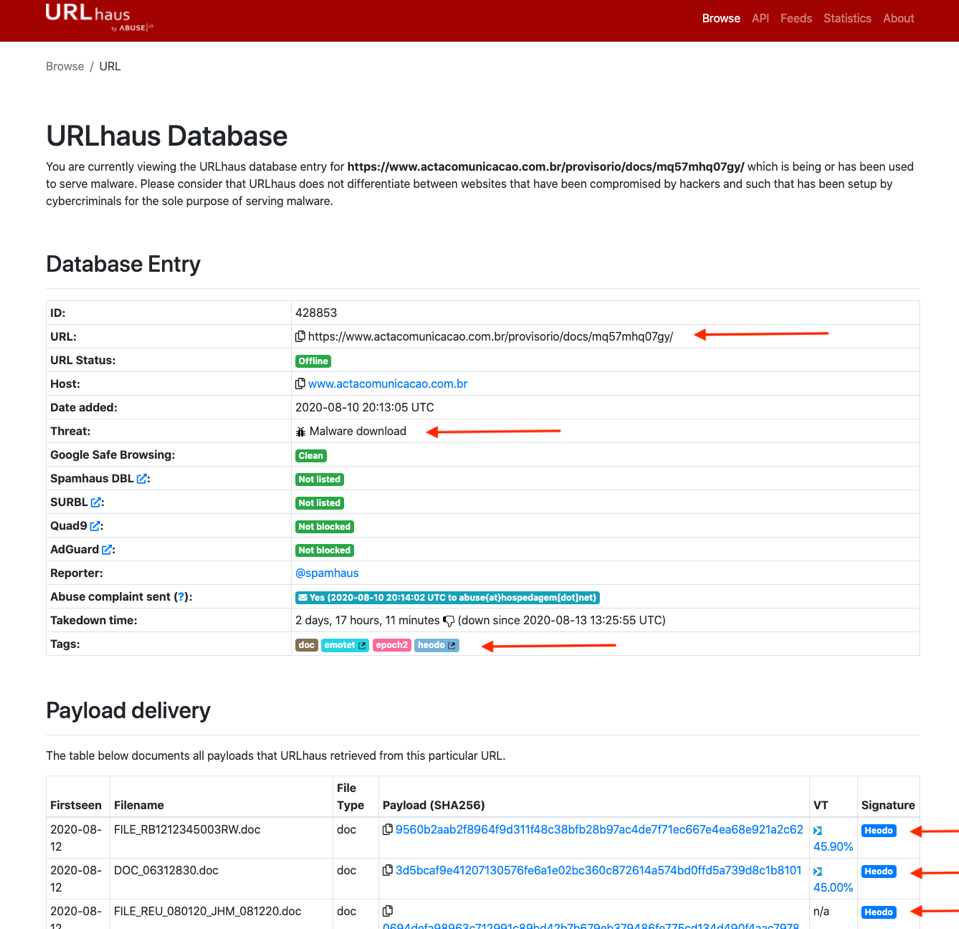 URLhaus
by ABUSE|ch
Browse API Feeds Statistics About
Browse / URL
URLhaus Database
You are currently viewing the URLhaus database entry for https://www.actacomunicacao.com.br/provisorio/docs/mq57mhq07gy/ which is being or has been used
to serve malware. Please consider that URLhaus does not differentiate between websites that have been compromised by hackers and such that has been setup by
cybercriminals for the sole purpose of serving malware.
Database Entry
ID: 428853
URL: https://www.actacomunicacao.com.br/provisorio/docs/mq57mhq07gy/
URL Status: Offline
Host: www.actacomunicacao.com.br
Date added: 2020-08-10 20:13:05 UTC
Threat: Malware download
Google Safe Browsing: Clean
Spamhaus DBL : Not listed
SURBL : Not listed
Quad9 : Not blocked
AdGuard : Not blocked
Reporter: @spamhaus
Abuse complaint sent (?): Yes (2020-08-10 20:14:02 UTC to abuse{at}hospedagem[dot]net)
Takedown time: 2 days, 17 hours, 11 minutes (down since 2020-08-13 13:25:55 UTC)
Tags: doc emotet epoch2 heodo
Payload delivery
The table below documents all payloads that URLhaus retrieved from this particular URL.
File
Firstseen Filename Type Payload (SHA256) VT Signature
2020-08- FILE_RB1212345003RW.doc doc 9560b2aab2f8964f9d311f48c38bfb28b97ac4de7f71ec667e4ea68e921a2c62 Heodo
12 45.90%
2020-08- DOC_06312830.doc doc 3d5bcaf9e41207130576fe6a1e02bc360c872614a574bd0ffd5a739d8c1b8101 Heodo
12 45.00%
2020-08- FILE_REU_080120_JHM_081220.doc doc n/a Heodo
12